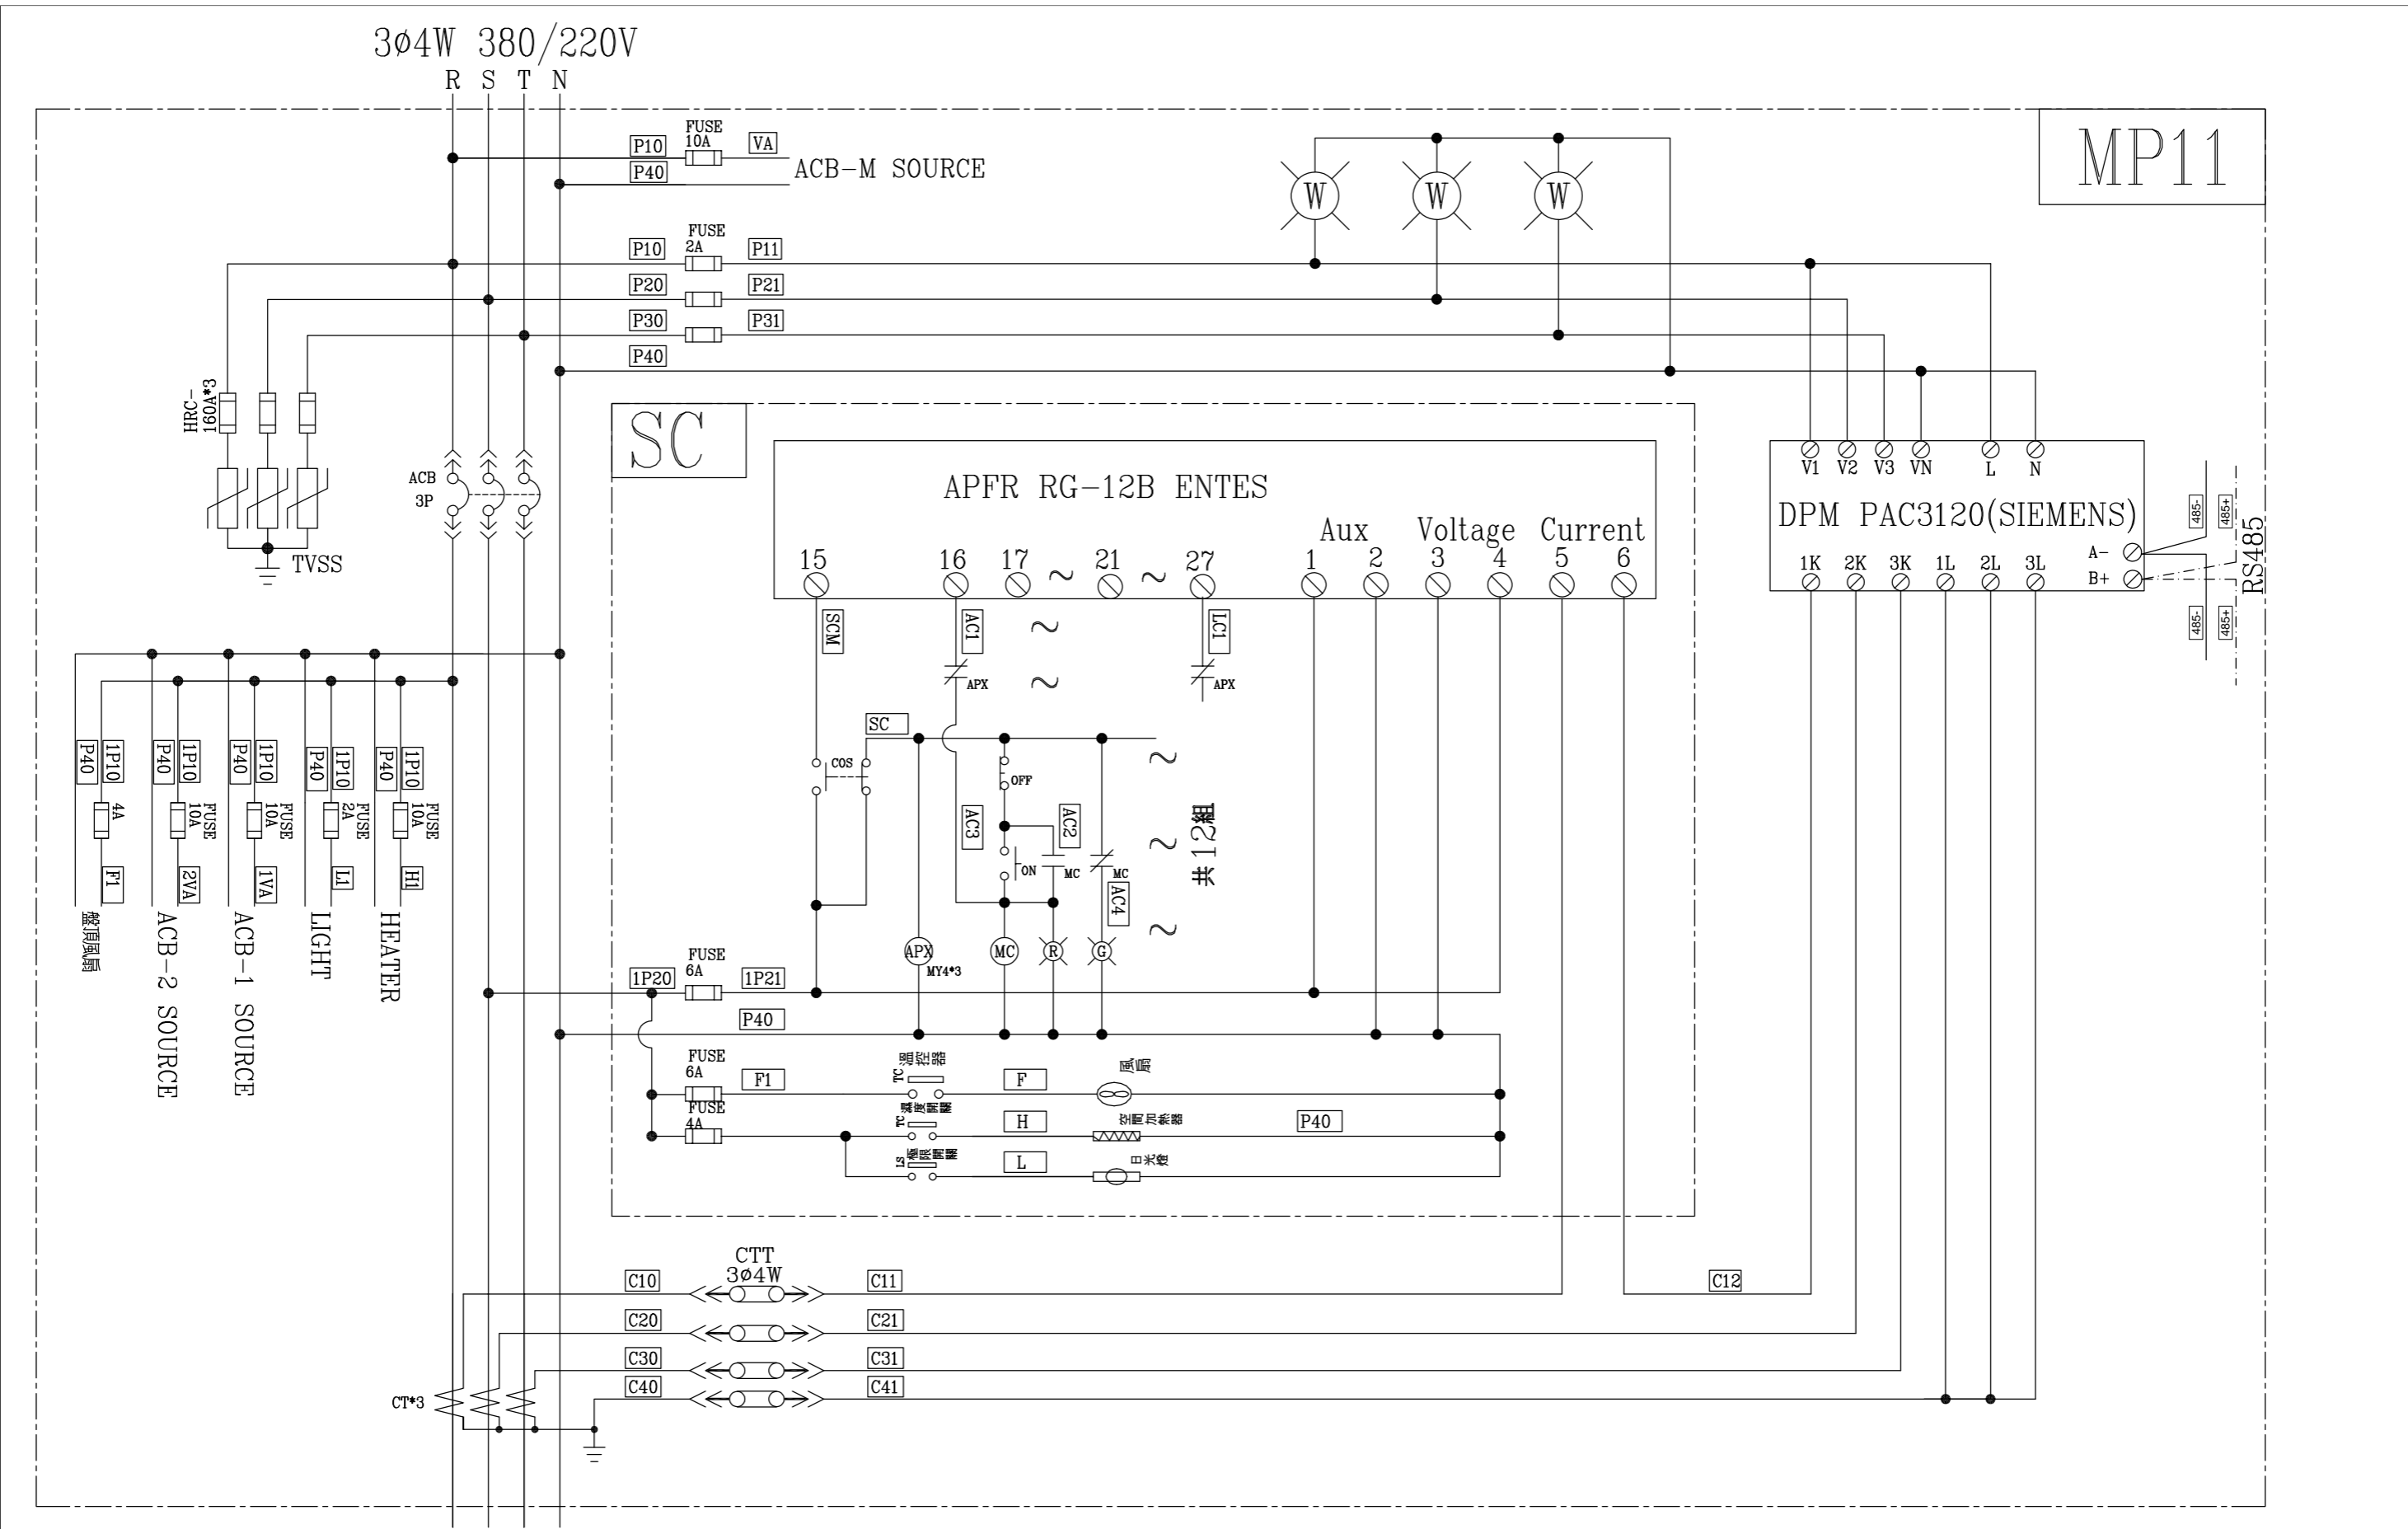 3ø4W 380/220V
R S T N
MP11
P10
FUSE
10A
VA
P40
ACB-M SOURCE
W W W
P10
FUSE
2A
P11
P20
P21
P30
P31
P40
HRC-
160A*3
TVSS
ACB
3P
SC
APFR RG-12B ENTES
Aux Voltage Current
15 16 17 ~ 21 ~ 27 1 2 3 4 5 6
V1 V2 V3 VN L N
DPM PAC3120(SIEMENS)
1K 2K 3K 1L 2L 3L
A-
B+
485-
485+
RS485
485-
485+
SCM
AC1
~
LC1
APX
~
APX
SC
COS
OFF
AC3
AC2
ON
MC
MC
AC4
~
~
~
共12組
APX
MY4*3
MC
R
G
P40
1P10
4A
F1
盤頂風扇
P40
1P10
FUSE
10A
2VA
ACB-2 SOURCE
P40
1P10
FUSE
10A
1VA
ACB-1 SOURCE
P40
1P10
FUSE
2A
L1
LIGHT
P40
1P10
FUSE
10A
H1
HEATER
1P20
FUSE
6A
1P21
P40
FUSE
6A
F1
TC
溫控器
F
風扇
FUSE
4A
TC
溫度開關
H
空間加熱器
P40
LS
極限開關
L
日光燈
CTT
3ø4W
C10
C11
C12
C20
C21
C30
C31
C40
C41
CT*3